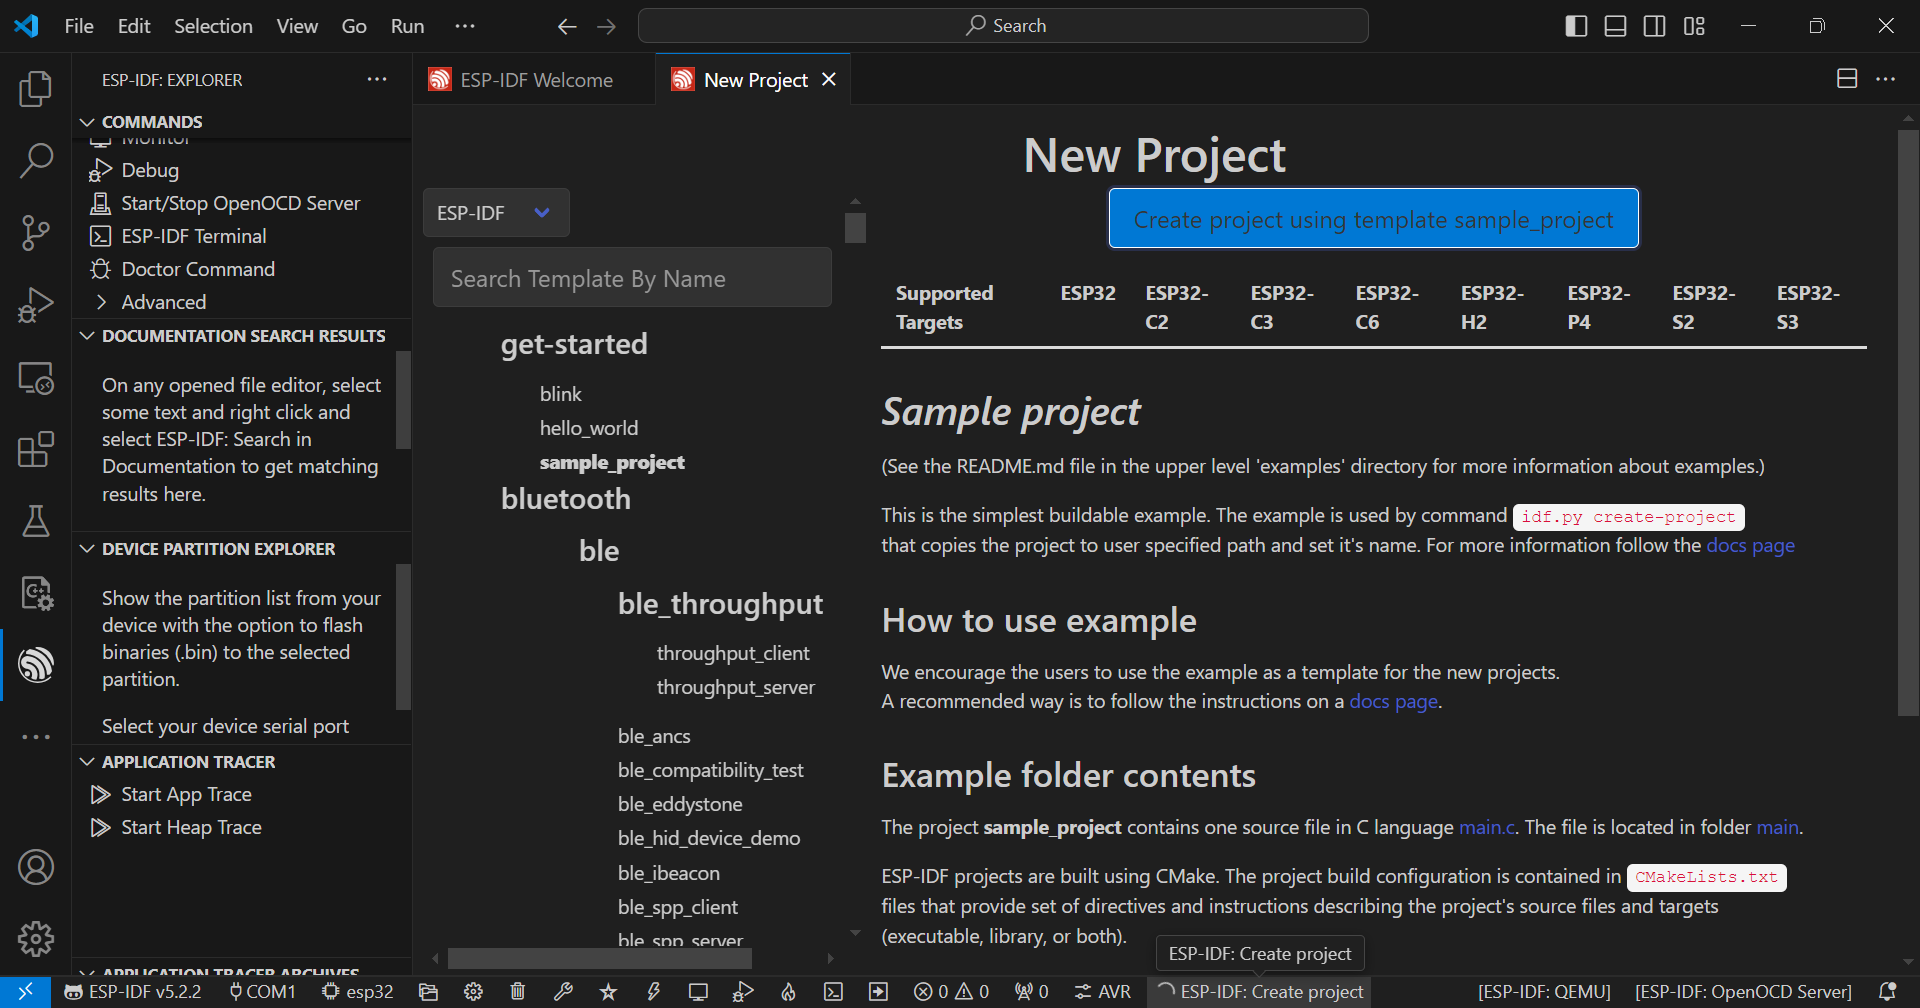 File Edit Selection View Go Run ···
Search
ESP-IDF: EXPLORER
ESP-IDF Welcome
New Project
COMMANDS
Monitor
Debug
Start/Stop OpenOCD Server
ESP-IDF Terminal
Doctor Command
Advanced
DOCUMENTATION SEARCH RESULTS
On any opened file editor, select
some text and right click and
select ESP-IDF: Search in
Documentation to get matching
results here.
DEVICE PARTITION EXPLORER
Show the partition list from your
device with the option to flash
binaries (.bin) to the selected
partition.
Select your device serial port
APPLICATION TRACER
Start App Trace
Start Heap Trace
APPLICATION TRACER ARCHIVES
ESP-IDF
Search Template By Name
get-started
blink
hello_world
sample_project
bluetooth
ble
ble_throughput
throughput_client
throughput_server
ble_ancs
ble_compatibility_test
ble_eddystone
ble_hid_device_demo
ble_ibeacon
ble_spp_client
ble_spp_server
New Project
Create project using template sample_project
Supported Targets ESP32 ESP32-C2 ESP32-C3 ESP32-C6 ESP32-H2 ESP32-P4 ESP32-S2 ESP32-S3
Sample project
(See the README.md file in the upper level 'examples' directory for more information about examples.)
This is the simplest buildable example. The example is used by command idf.py create-project
that copies the project to user specified path and set it's name. For more information follow the docs page
How to use example
We encourage the users to use the example as a template for the new projects.
A recommended way is to follow the instructions on a docs page.
Example folder contents
The project sample_project contains one source file in C language main.c. The file is located in folder main.
ESP-IDF projects are built using CMake. The project build configuration is contained in CMakeLists.txt
files that provide set of directives and instructions describing the project's source files and targets
(executable, library, or both).
ESP-IDF: Create project
ESP-IDF v5.2.2 COM1 esp32 0 0 0 AVR ESP-IDF: Create project [ESP-IDF: QEMU] [ESP-IDF: OpenOCD Server]